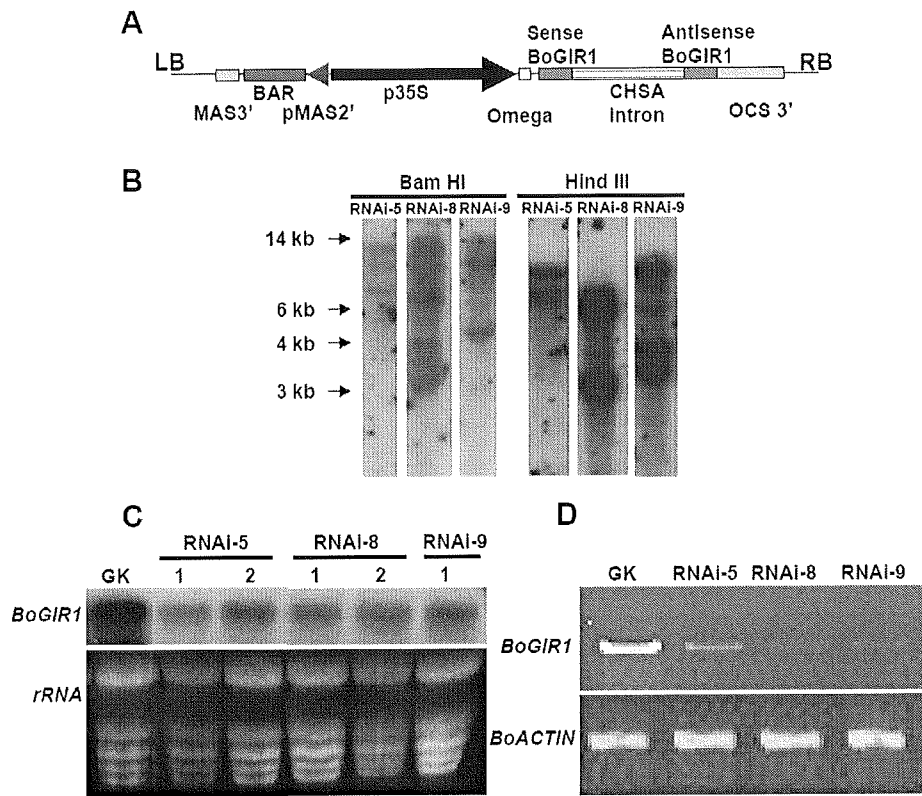 A
LB
MAS3'
BAR
pMAS2'
p35S
Omega
Sense
BoGIR1
CHSA
Intron
Antisense
BoGIR1
OCS 3'
RB
B
Bam HI
Hind III
RNAi-5 RNAi-8 RNAi-9 RNAi-5 RNAi-8 RNAi-9
14 kb
6 kb
4 kb
3 kb
C
RNAi-5 RNAi-8 RNAi-9
GK 1 2 1 2 1
BoGIR1
rRNA
D
GK RNAi-5 RNAi-8 RNAi-9
BoGIR1
BoACTIN